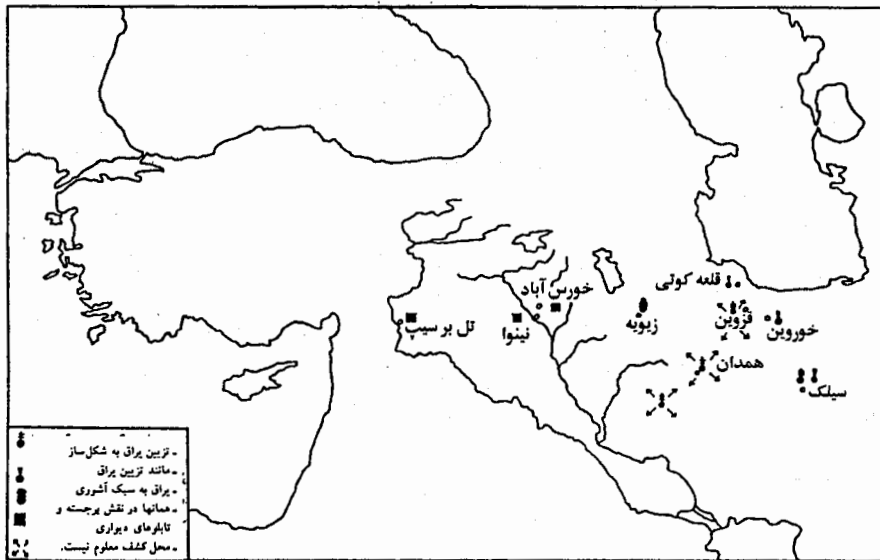 قلعه کوتی
خورس آباد
تل بر سیپ
نینوا
زیویه
قزوین
خوروین
همدان
سیلک
- تزیین یراق به شکل‌ساز
- مانند تزیین یراق
- یراق به سبک آشوری
- همانها در نقش برجسته و
تابلوهای دیواری
- محل کشف معلوم نیست.